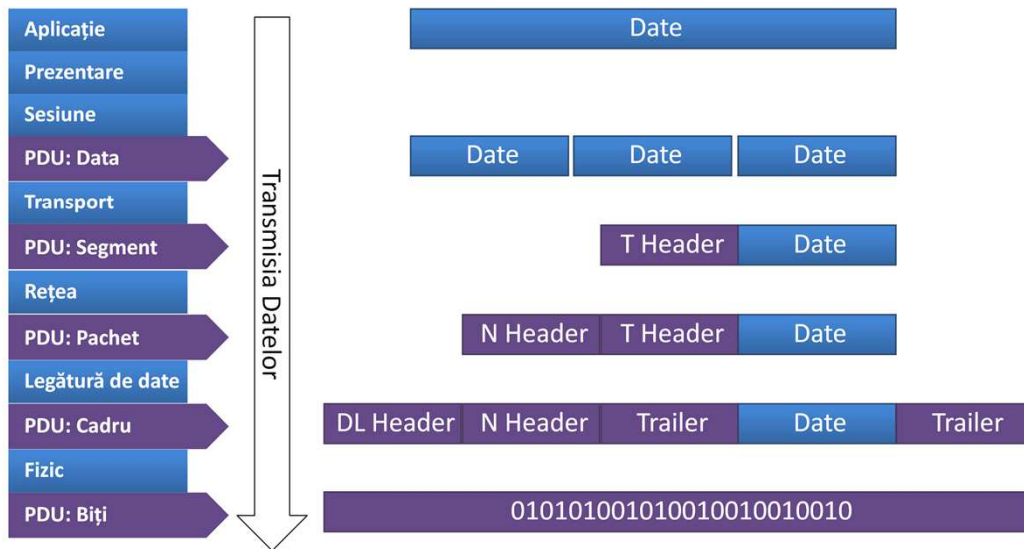 Aplicație
Date
Prezentare
Sesiune
PDU: Data
Date Date Date
Transport
PDU: Segment
T Header Date
Rețea
PDU: Pachet
N Header T Header Date
Legătură de date
PDU: Cadru
DL Header N Header Trailer Date Trailer
Fizic
PDU: Biți
010101001010010010010010
Transmisia Datelor